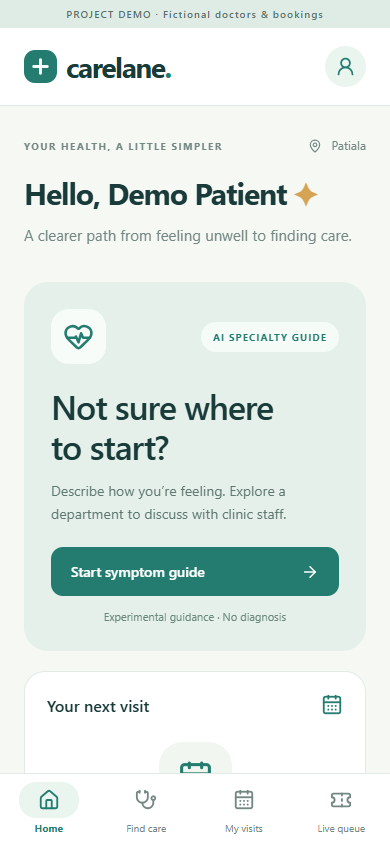 PROJECT DEMO · Fictional doctors & bookings
carelane.
YOUR HEALTH, A LITTLE SIMPLER
Patiala
Hello, Demo Patient
A clearer path from feeling unwell to finding care.
AI SPECIALTY GUIDE
Not sure where
to start?
Describe how you’re feeling. Explore a
department to discuss with clinic staff.
Start symptom guide
Experimental guidance · No diagnosis
Your next visit
Home
Find care
My visits
Live queue